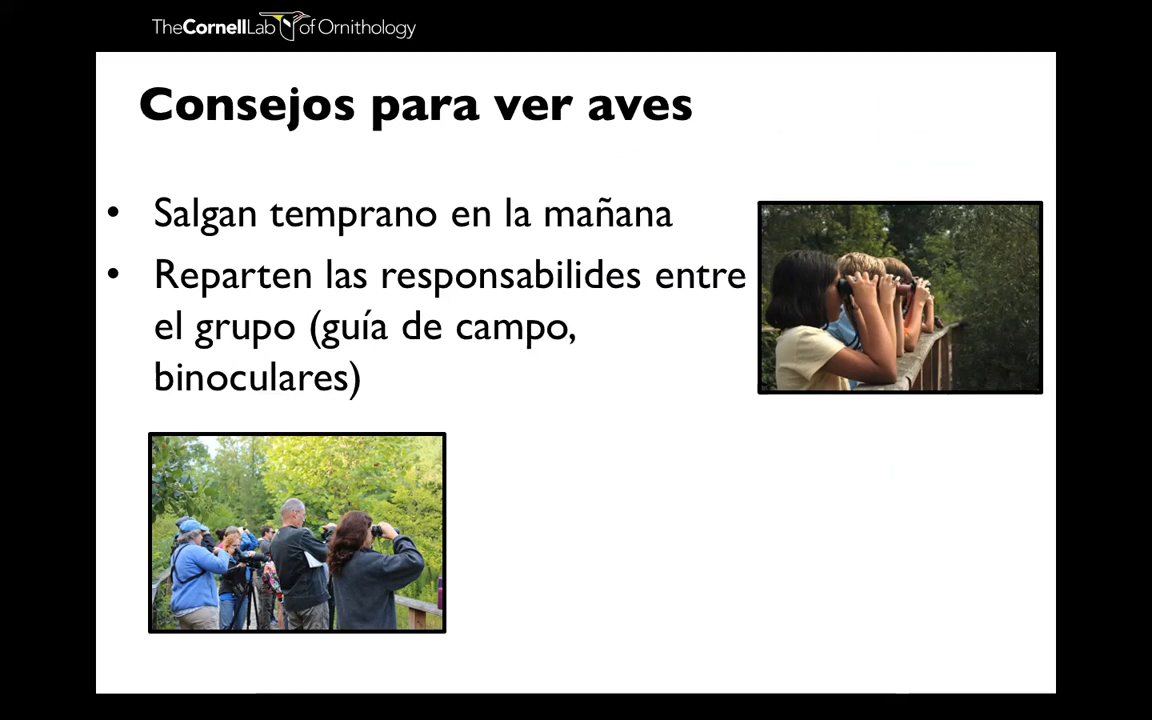 TheCornellLab of Ornithology
Consejos para ver aves
• Salgan temprano en la mañana
• Reparten las responsabilides entre
el grupo (guía de campo,
binoculares)